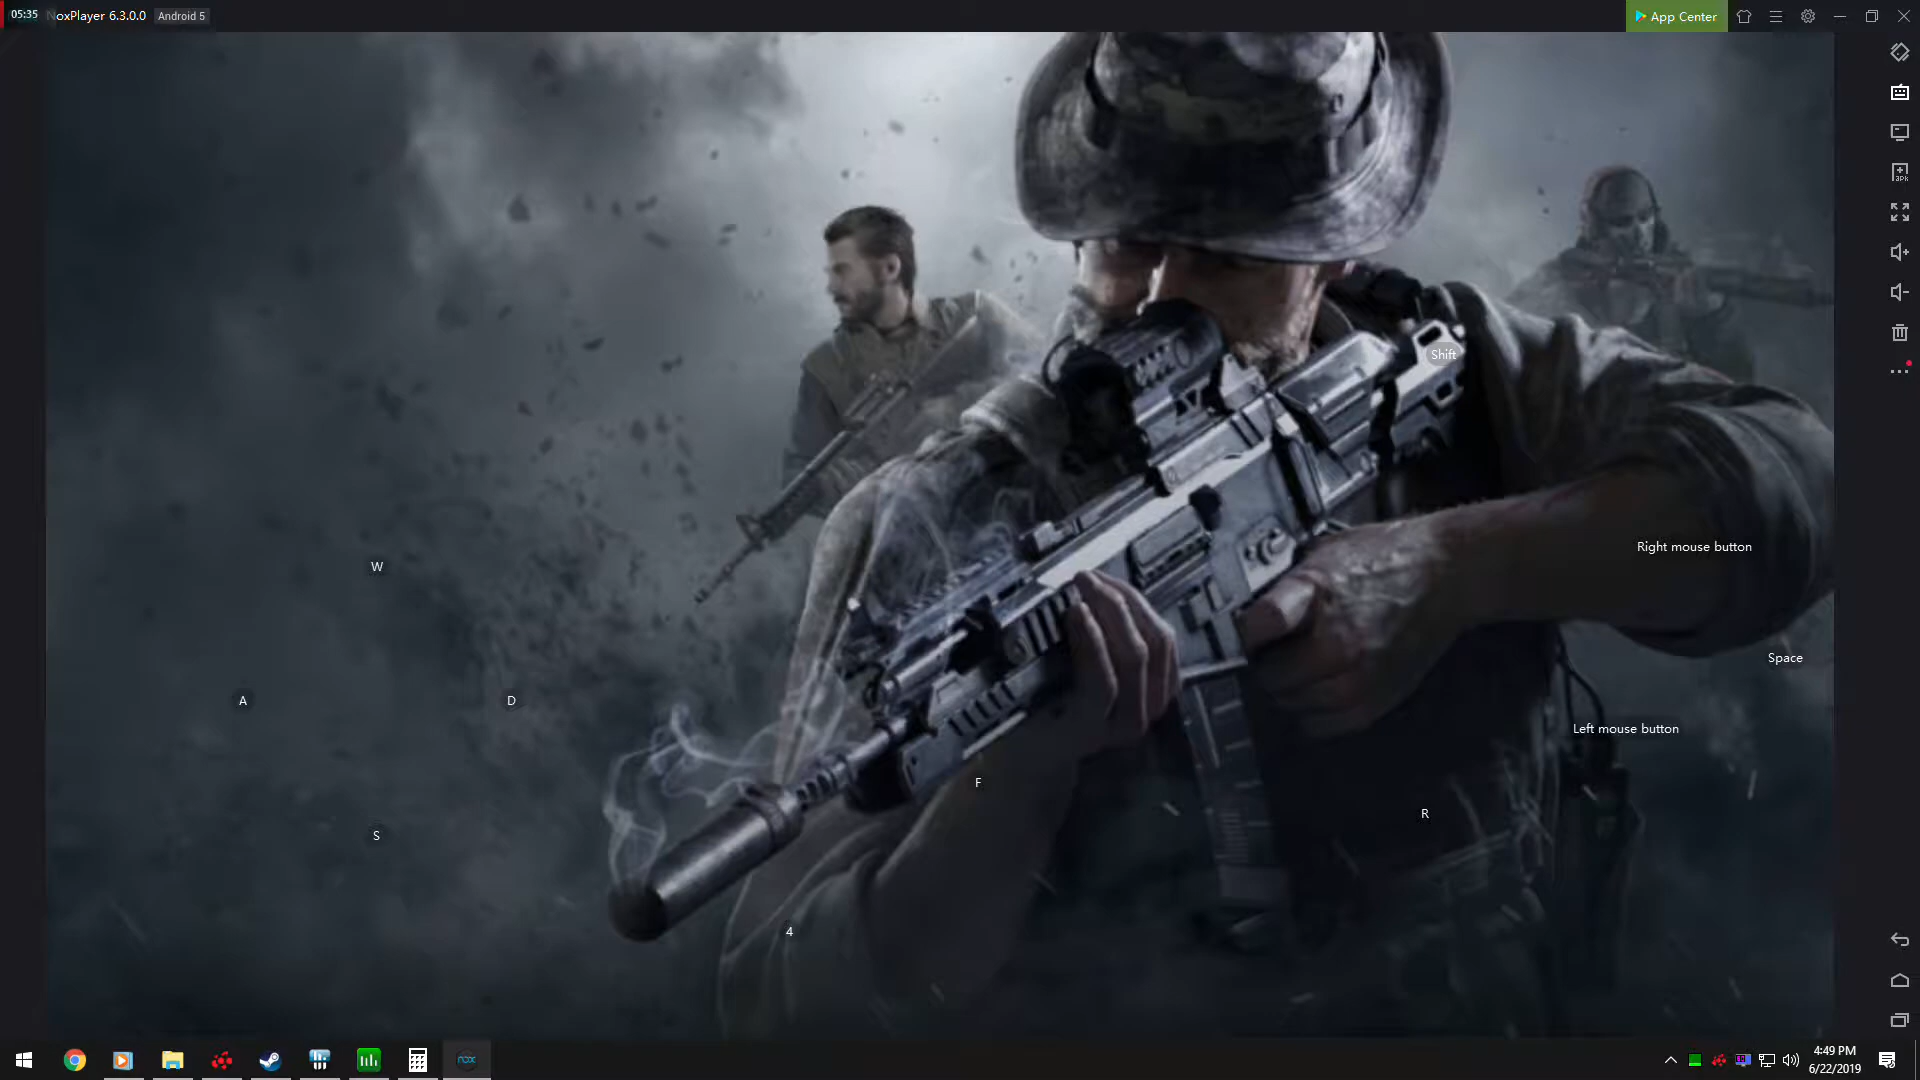 05:35 NoxPlayer 6.3.0.0 Android 5
App Center
Shift
Right mouse button
W
Space
A
D
Left mouse button
F
R
S
4
nox
4:49 PM
6/22/2019